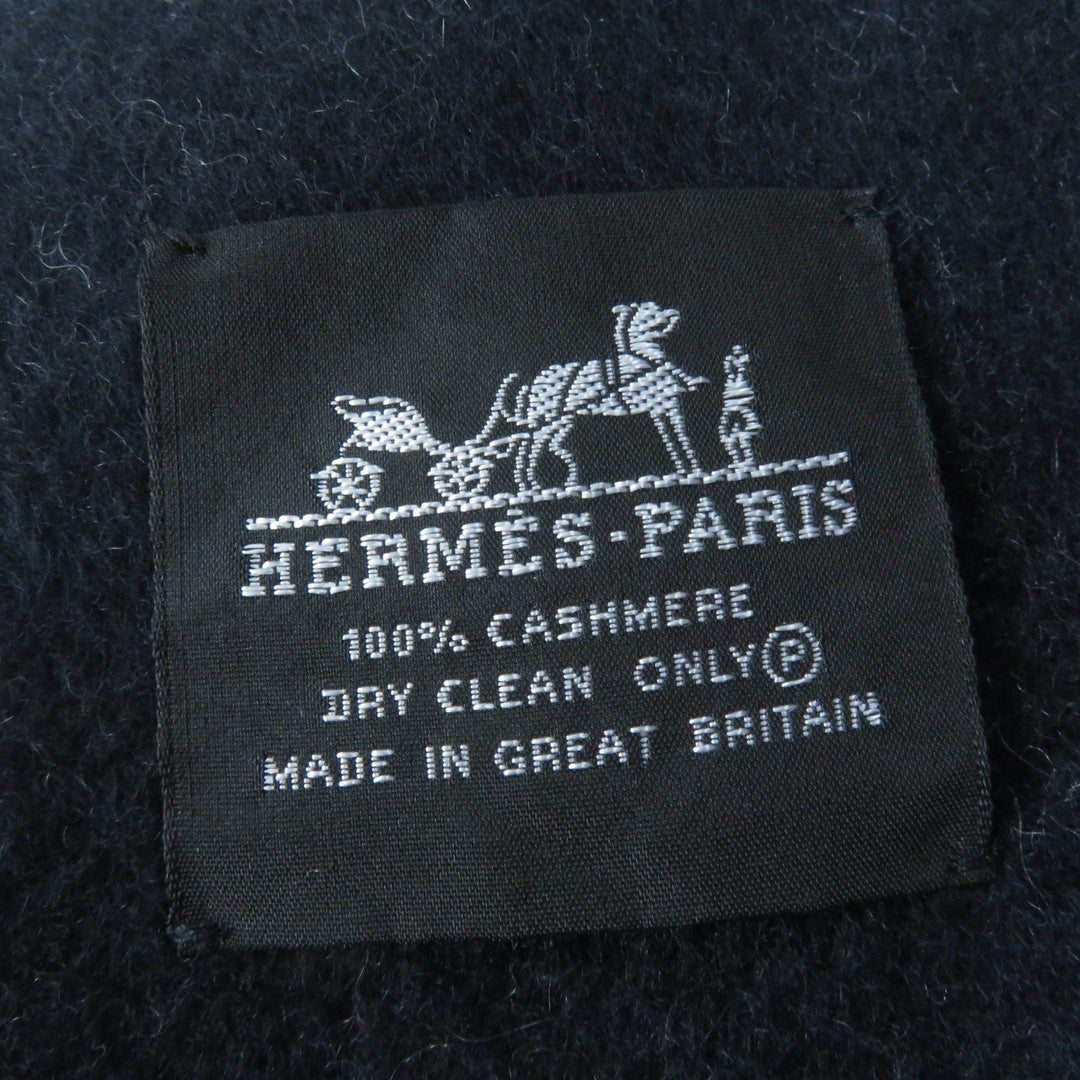 HERMÈS-PARIS
100% CASHMERE
DRY CLEAN ONLY Ⓟ
MADE IN GREAT BRITAIN